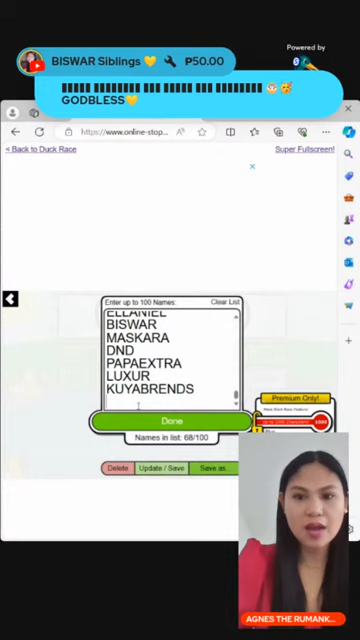 BISWAR Siblings 💛 🔧 ₱50.00
Powered by
GODBLESS💛
https://www.online-stop...
< Back to Duck Race
Super Fullscreen!
Enter up to 100 Names:
Clear List
ELLANIEL
BISWAR
MASKARA
DND
PAPAEXTRA
LUXUR
KUYABRENDS
Done
Names in list: 68/100
Delete
Update / Save
Save as...
Premium Only!
1000
AGNES THE RUMANK...